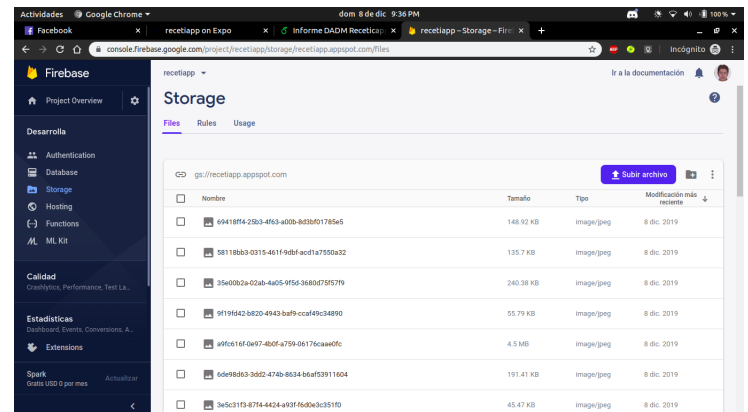 Actividades Google Chrome ▾ dom 8 de dic 9:36 PM 100 % ▾
Facebook × recetiapp on Expo × Informe DADM Receticap × recetiapp – Storage – Fire × +
console.firebase.google.com/project/recetiapp/storage/recetiapp.appspot.com/files ABP Incógnito
Firebase
recetiapp ▾ Ir a la documentación
Project Overview
Storage
Files Rules Usage
Desarrolla
Authentication
Database
Storage
Hosting
Functions
ML Kit
Calidad
Crashlytics, Performance, Test La...
Estadísticas
Dashboard, Events, Conversions, A...
Extensions
Spark
Gratis USD 0 por mes
Actualizar
gs://recetiapp.appspot.com Subir archivo
Nombre Tamaño Tipo Modificación más reciente
69418ff4-25b3-4f63-a00b-8d3bf01785e5 148.92 KB image/jpeg 8 dic. 2019
58118bb3-0315-461f-9dbf-acd1a7550a32 135.7 KB image/jpeg 8 dic. 2019
35e00b2a-02ab-4a05-9f5d-3680d75f57f9 240.38 KB image/jpeg 8 dic. 2019
9f19fd42-b820-4943-baf9-ccaf49c34890 55.79 KB image/jpeg 8 dic. 2019
a9fc616f-0e97-4b0f-a759-06176caae0fc 4.5 MB image/jpeg 8 dic. 2019
6de98d63-3dd2-474b-8634-b6af53911604 191.41 KB image/jpeg 8 dic. 2019
3e5c31f3-87f4-4424-a93f-f6d0e3c351f0 45.47 KB image/jpeg 8 dic. 2019